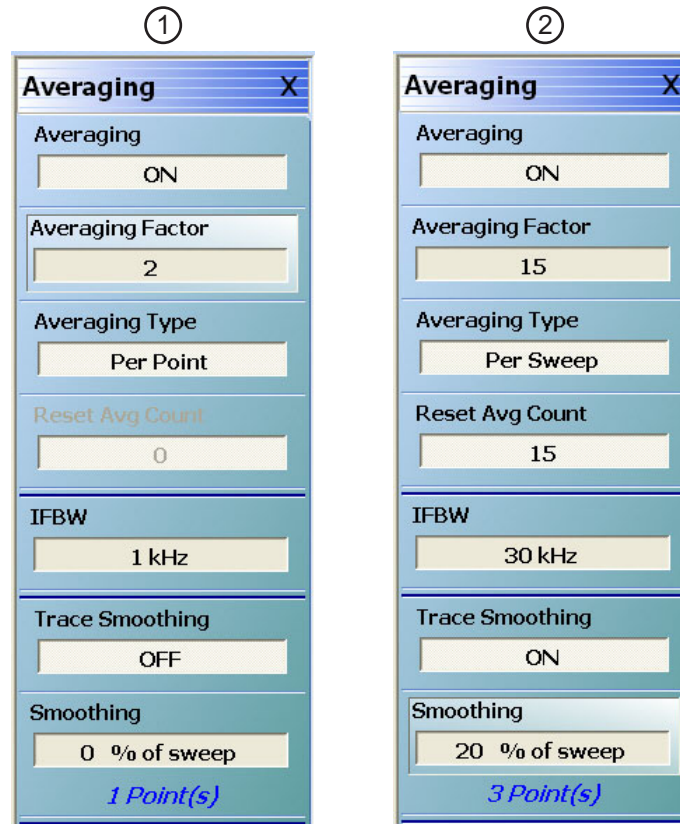 1
Averaging X
Averaging
ON
Averaging Factor
2
Averaging Type
Per Point
Reset Avg Count
0
IFBW
1 kHz
Trace Smoothing
OFF
Smoothing
0 % of sweep
1 Point(s)
2
Averaging X
Averaging
ON
Averaging Factor
15
Averaging Type
Per Sweep
Reset Avg Count
15
IFBW
30 kHz
Trace Smoothing
ON
Smoothing
20 % of sweep
3 Point(s)